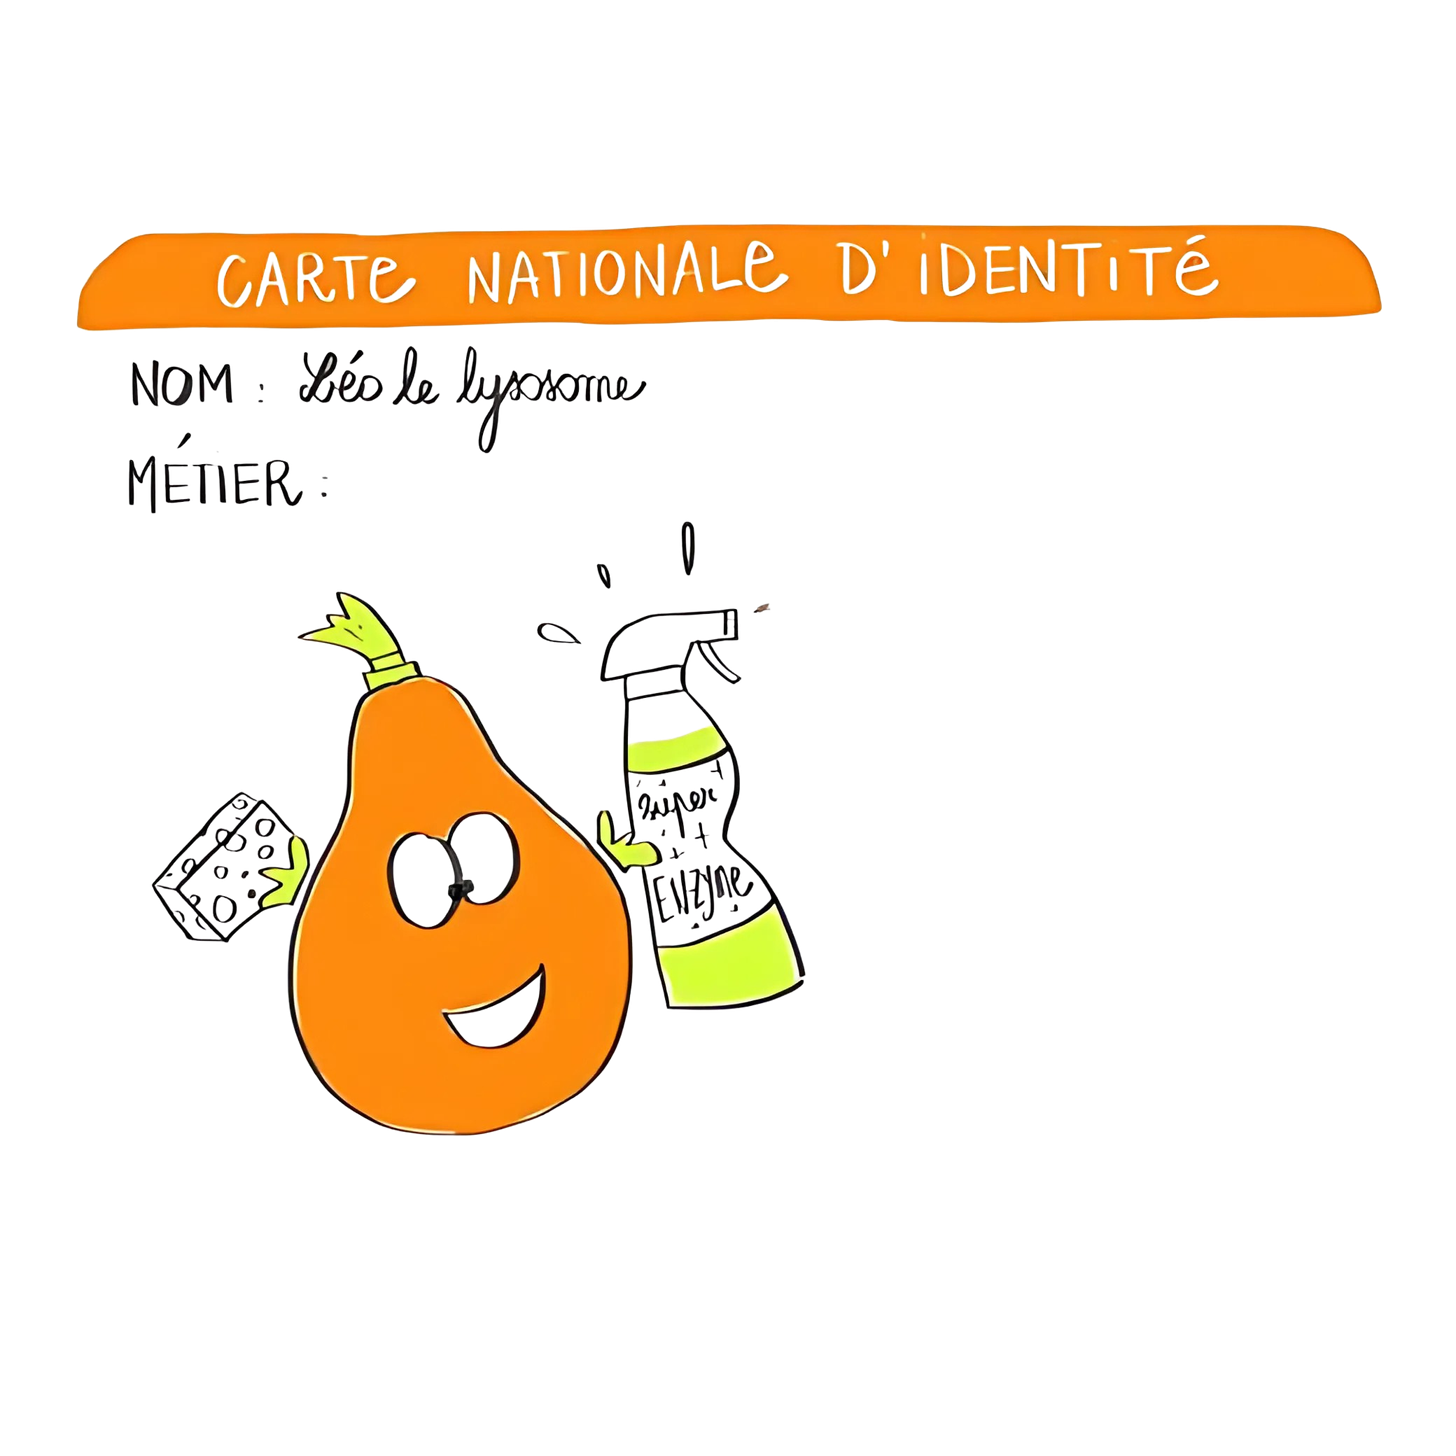 CARTE NATIONALE D'IDENTITÉ
NOM : Léo le lysosome
MÉTIER :
super
ENZYME